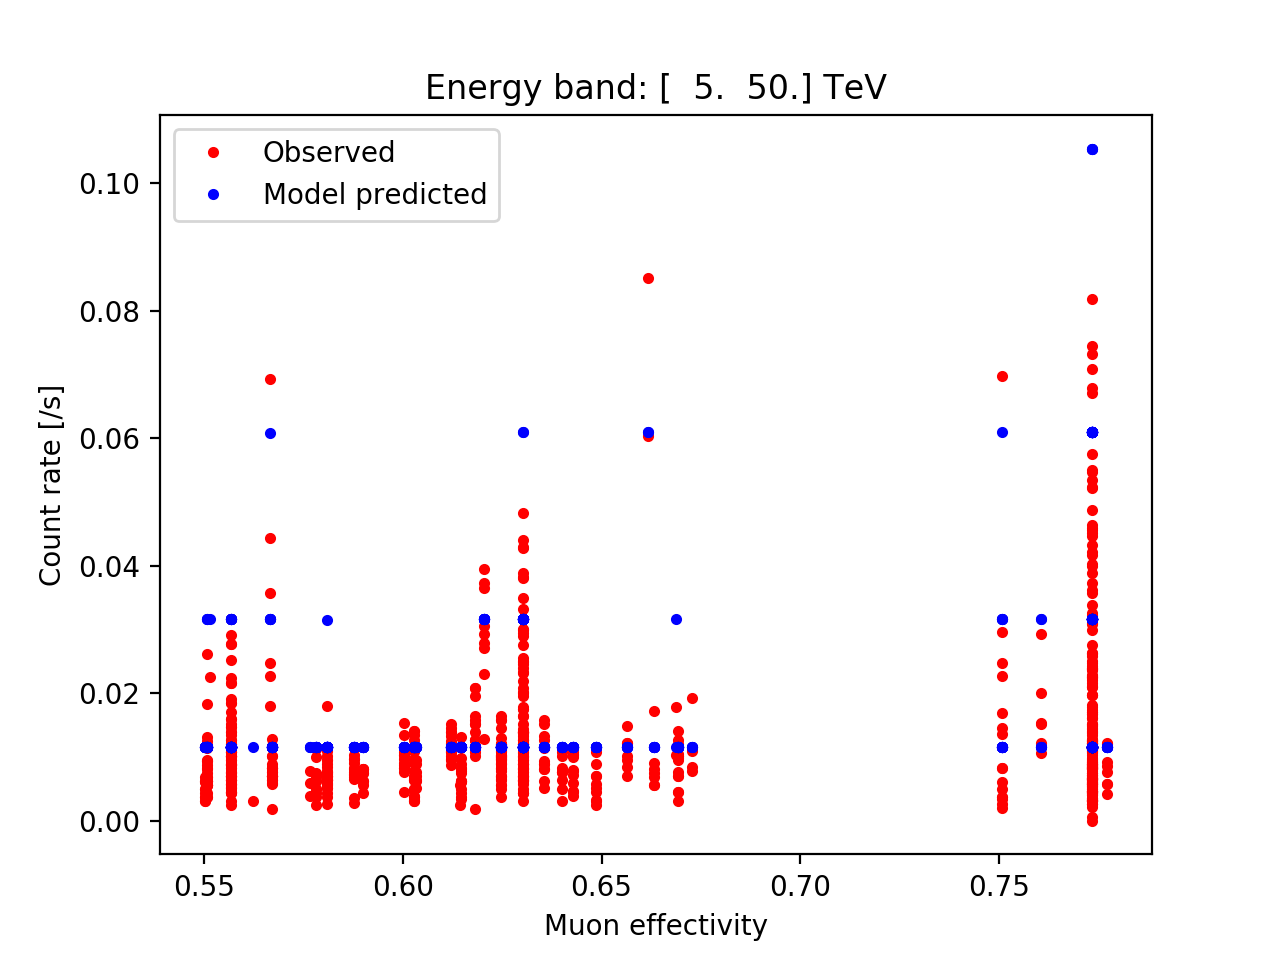 Energy band: [  5.  50.] TeV
Observed
Model predicted
0.10
0.08
0.06
0.04
0.02
0.00
Count rate [/s]
0.55 0.60 0.65 0.70 0.75
Muon effectivity